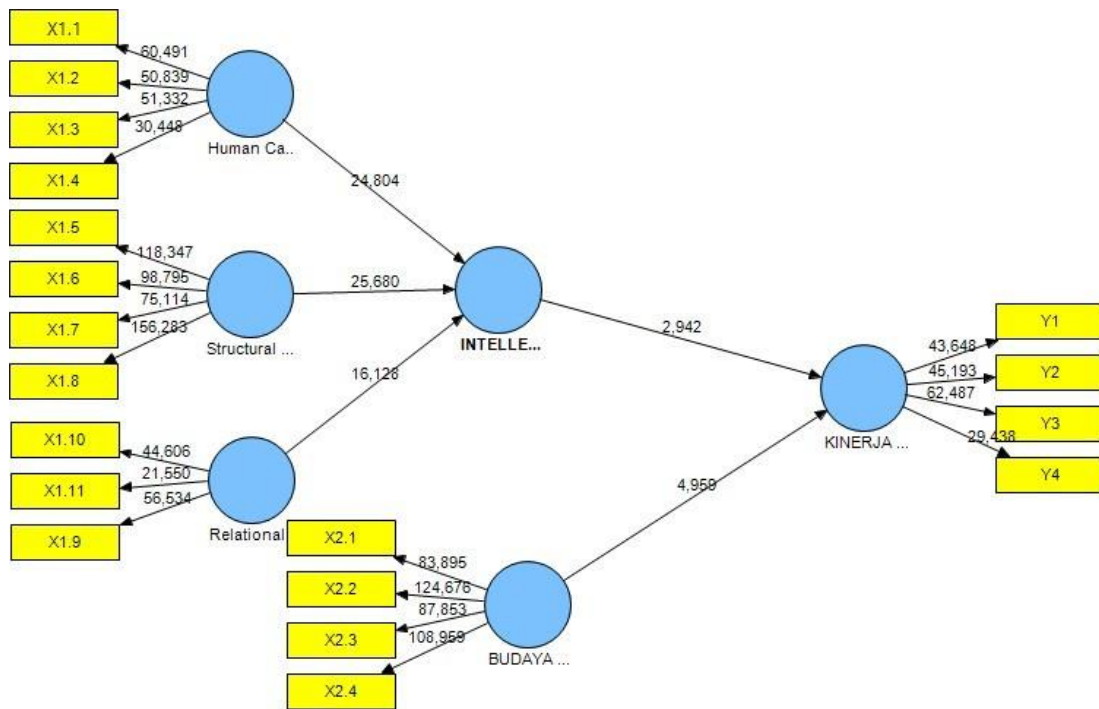 X1.1
60,491
X1.2
50,839
X1.3
51,332
X1.4
30,448
Human Ca..
24,804
X1.5
118,347
X1.6
98,795
X1.7
75,114
X1.8
156,283
Structural ...
25,680
INTELLE...
2,942
16,128
X1.10
44,606
X1.11
21,550
X1.9
56,534
Relational
X2.1
83,895
X2.2
124,676
X2.3
87,853
X2.4
108,959
BUDAYA ...
4,959
KINERJA ...
Y1
43,648
Y2
45,193
Y3
62,487
Y4
29,438